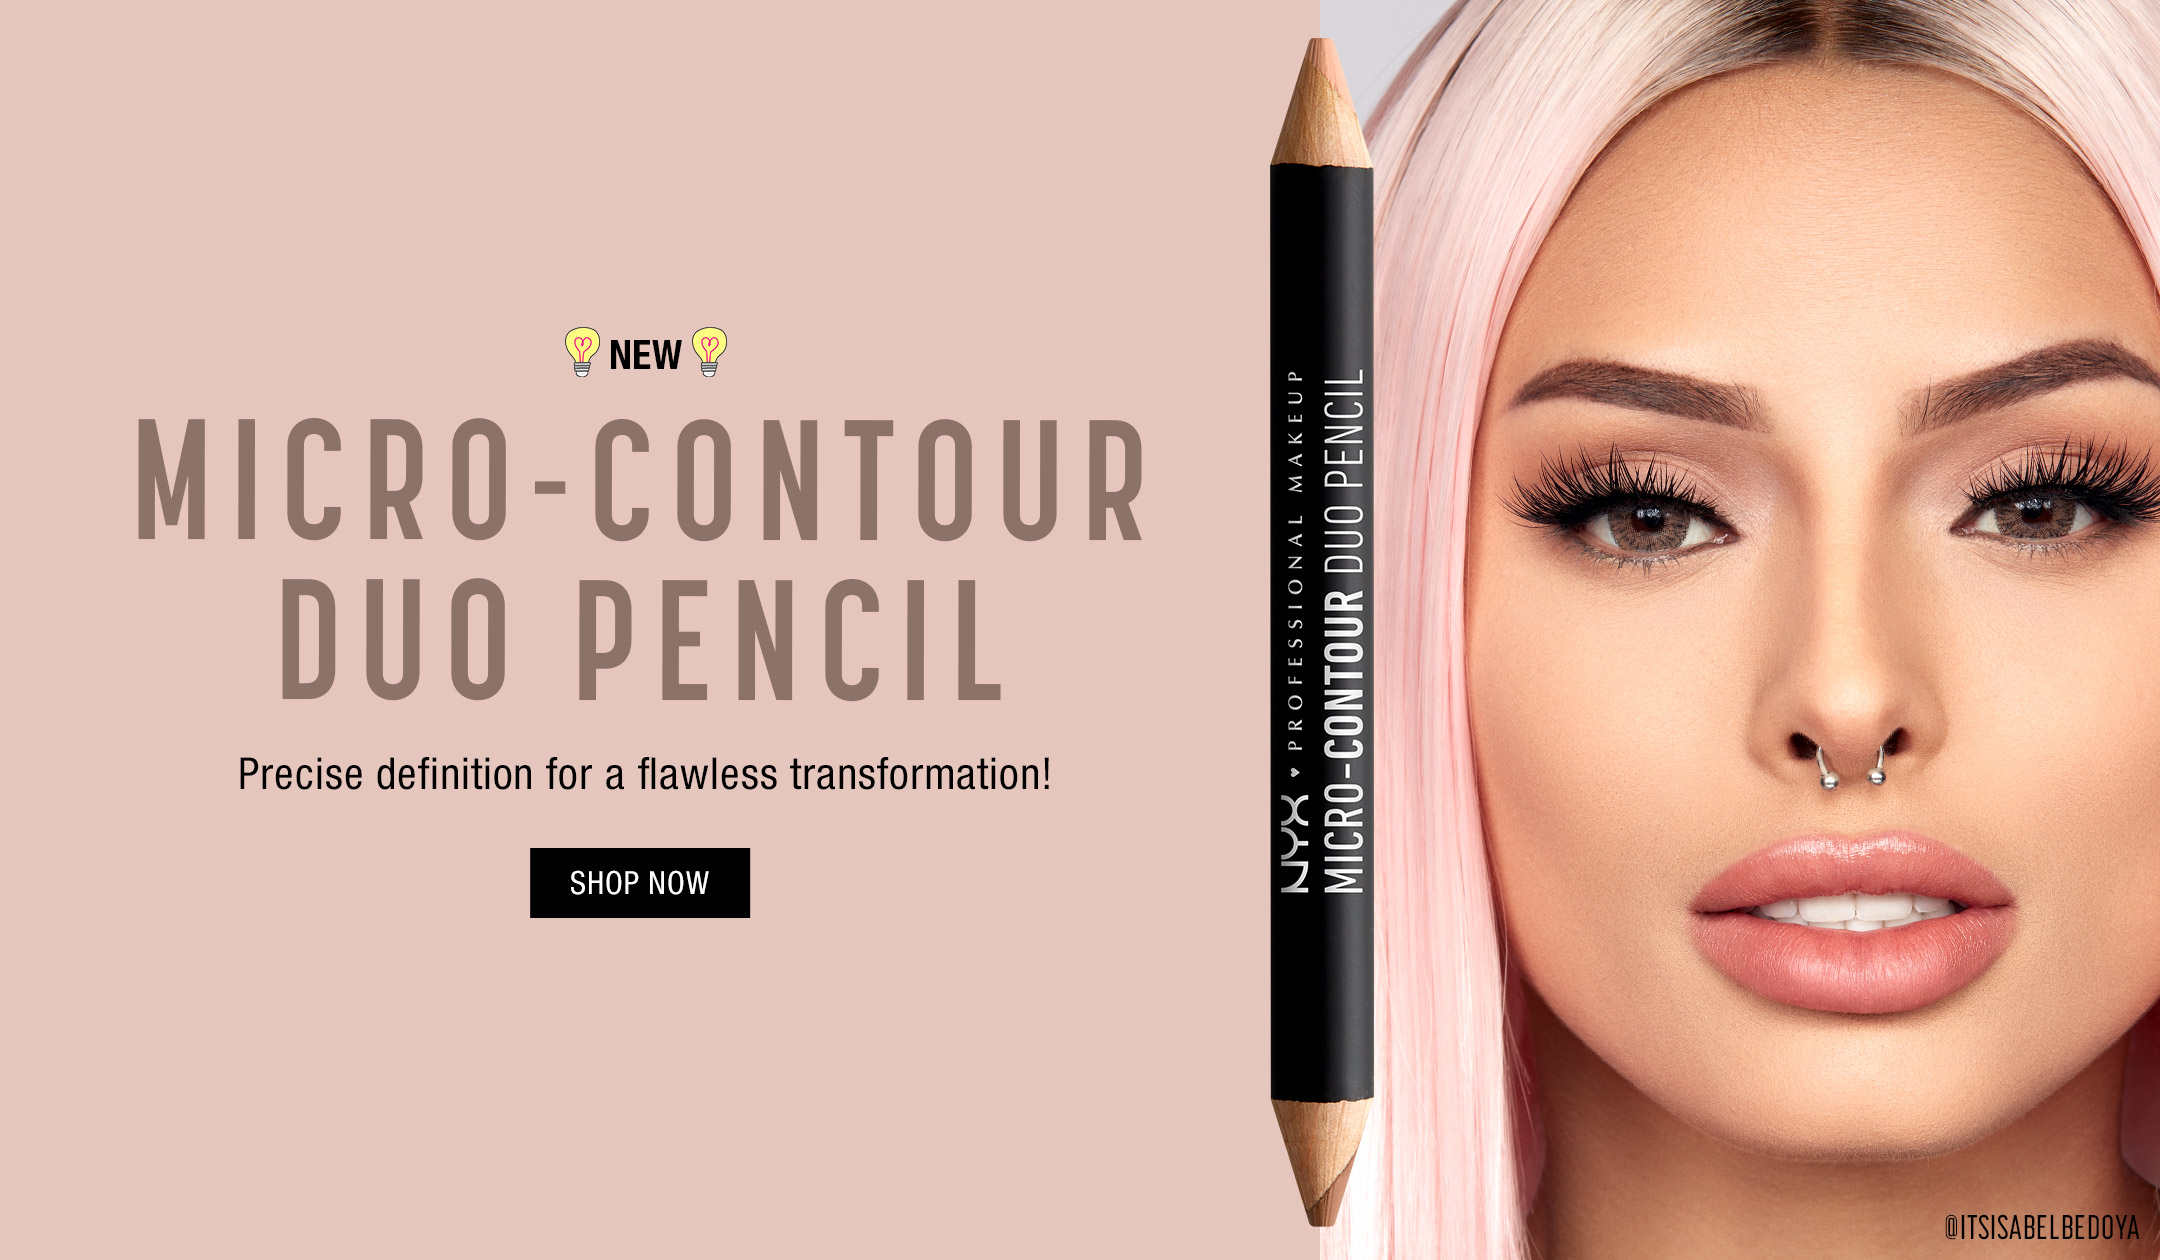 NEW
MICRO-CONTOUR
DUO PENCIL
Precise definition for a flawless transformation!
SHOP NOW
NYX ♥ PROFESSIONAL MAKEUP
MICRO-CONTOUR DUO PENCIL
@ITSISABELBEDOYA